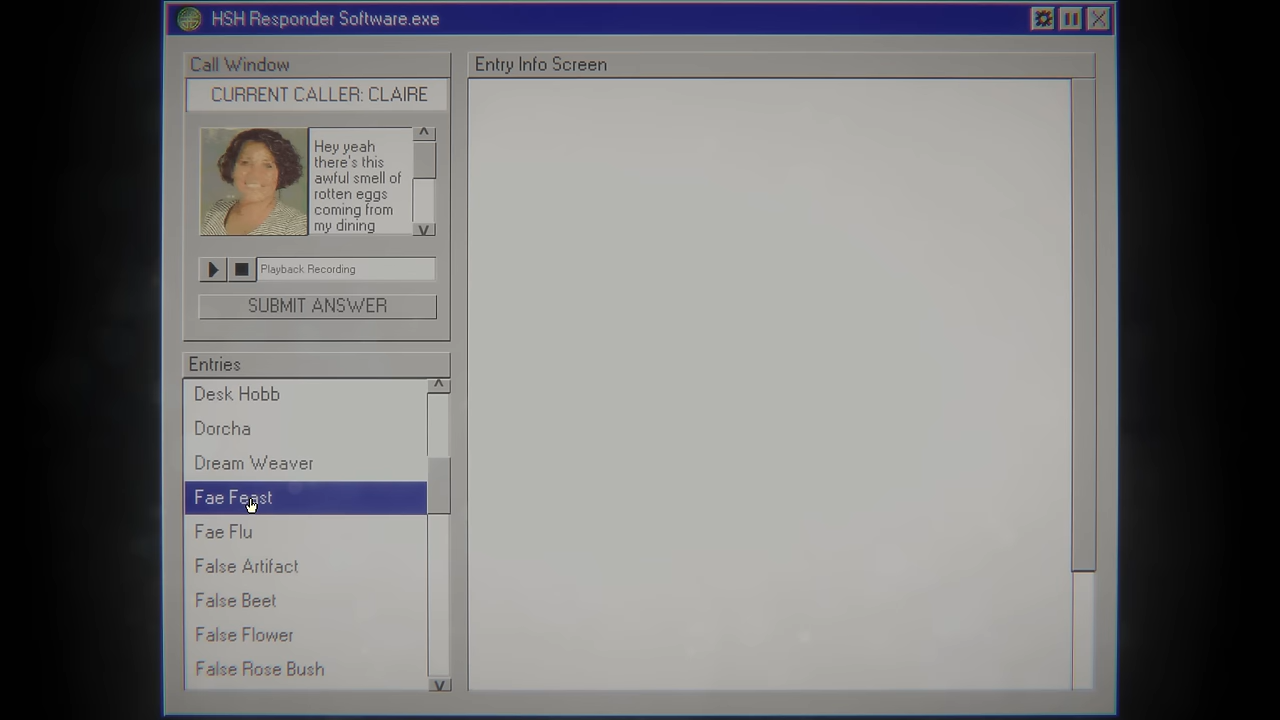 HSH Responder Software.exe
Call Window
CURRENT CALLER: CLAIRE
Hey yeah
there's this
awful smell of
rotten eggs
coming from
my dining
Playback Recording
SUBMIT ANSWER
Entries
Desk Hobb
Dorcha
Dream Weaver
Fae Feast
Fae Flu
False Artifact
False Beet
False Flower
False Rose Bush
Entry Info Screen